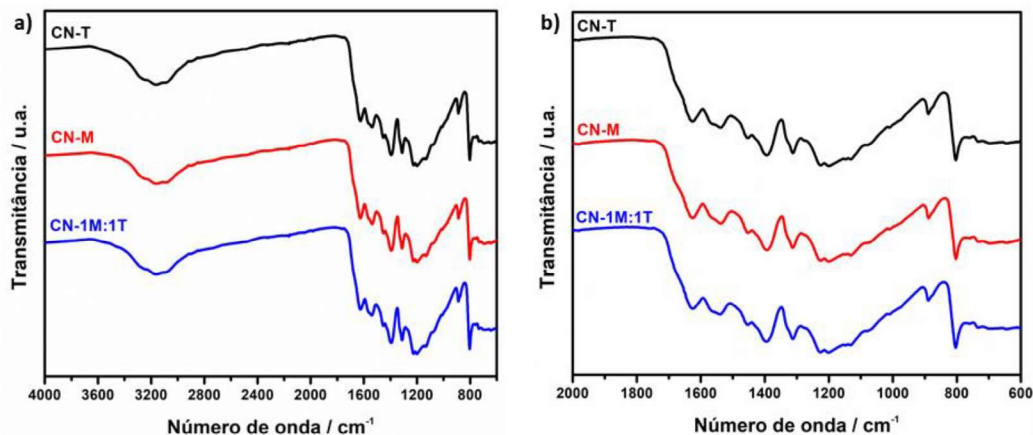 a)
CN-T
CN-M
CN-1M:1T
Transmitância / u.a.
4000 3600 3200 2800 2400 2000 1600 1200 800
Número de onda / cm⁻¹
b)
CN-T
CN-M
CN-1M:1T
Transmitância / u.a.
2000 1800 1600 1400 1200 1000 800 600
Número de onda / cm⁻¹